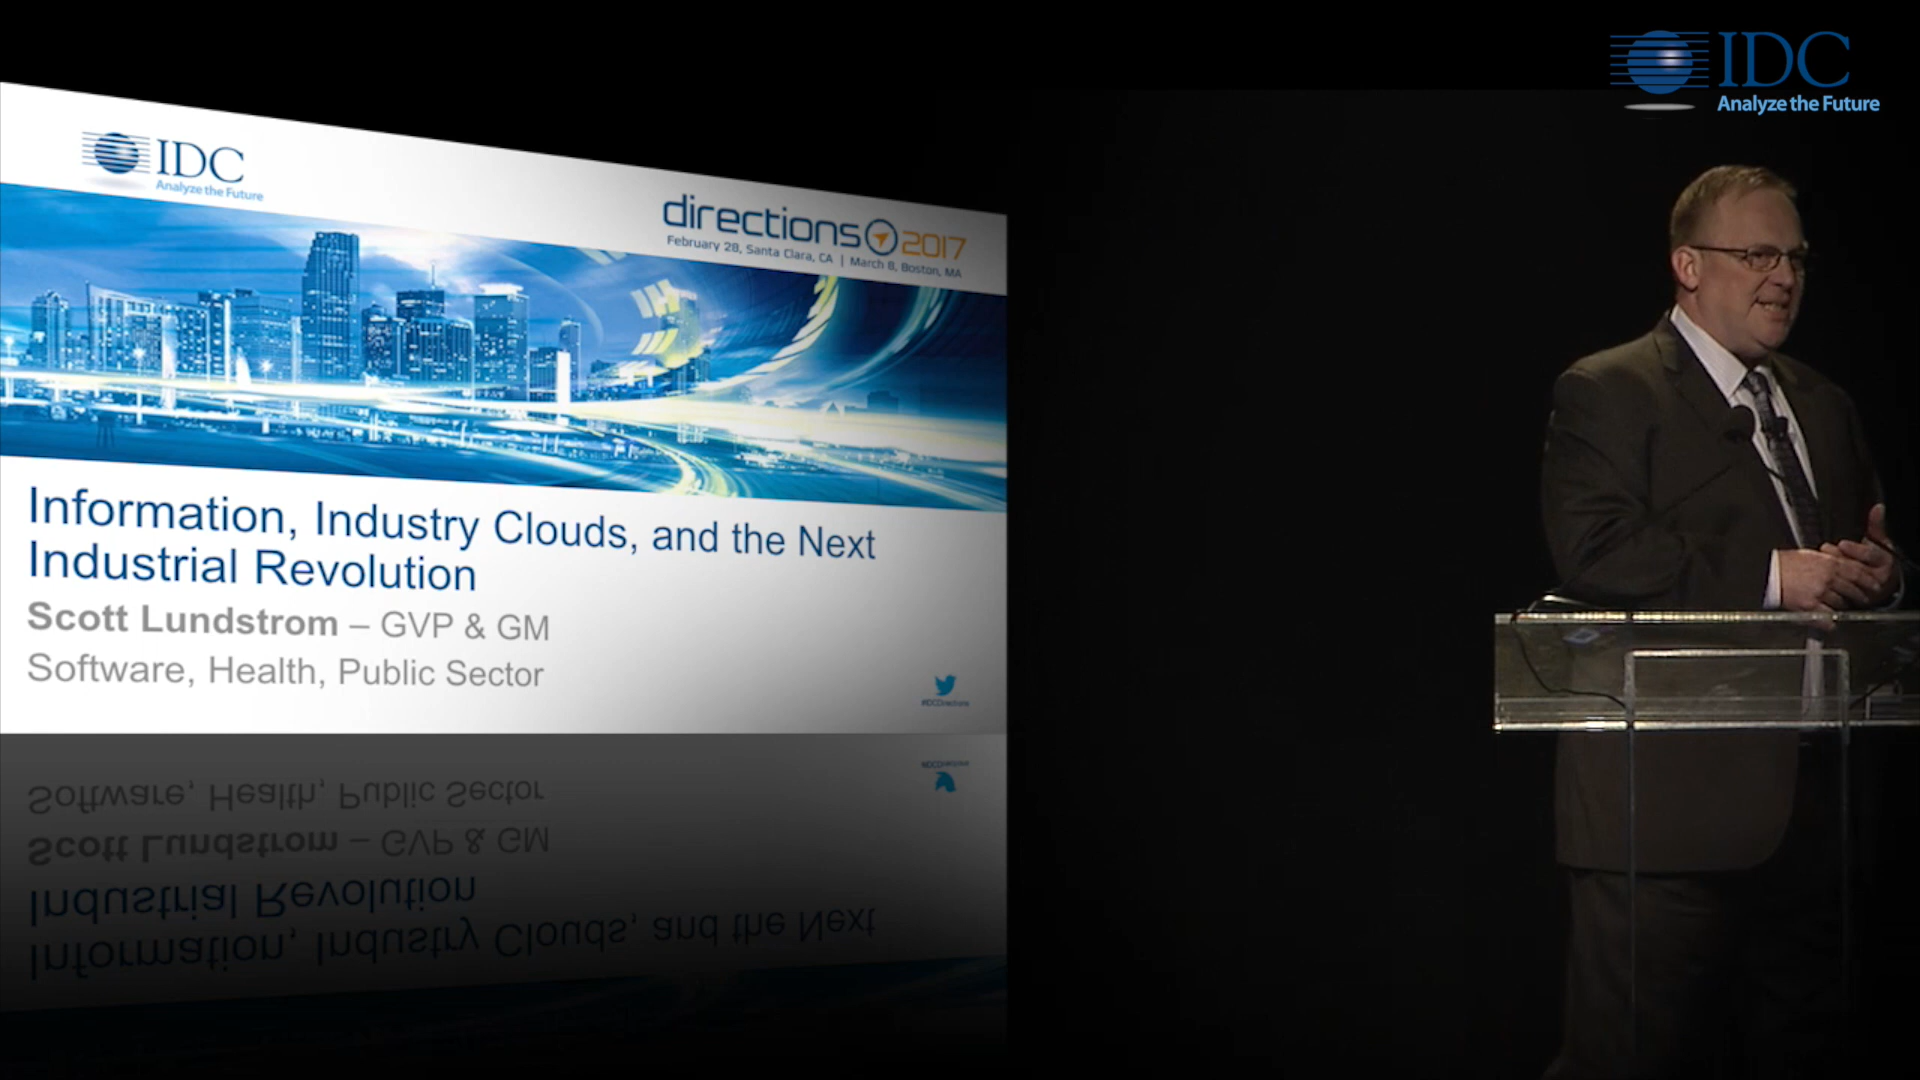 IDC
Analyze the Future
IDC
Analyze the Future
directions 2017
February 28, Santa Clara, CA | March 8, Boston, MA
Information, Industry Clouds, and the Next
Industrial Revolution
Scott Lundstrom – GVP & GM
Software, Health, Public Sector
#IDCDirections